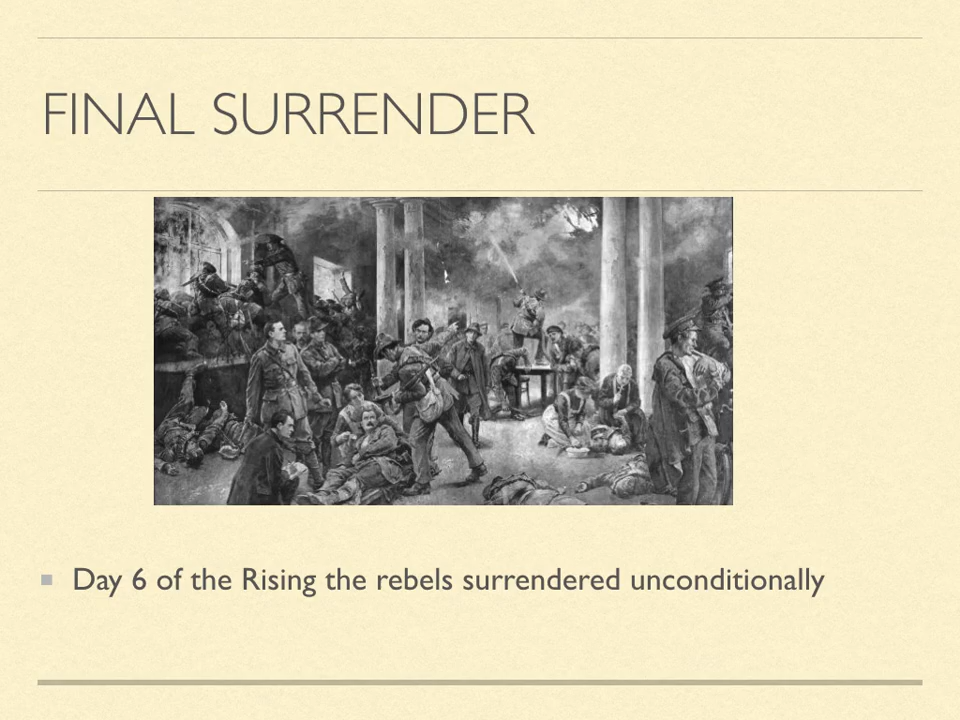 FINAL SURRENDER
Day 6 of the Rising the rebels surrendered unconditionally